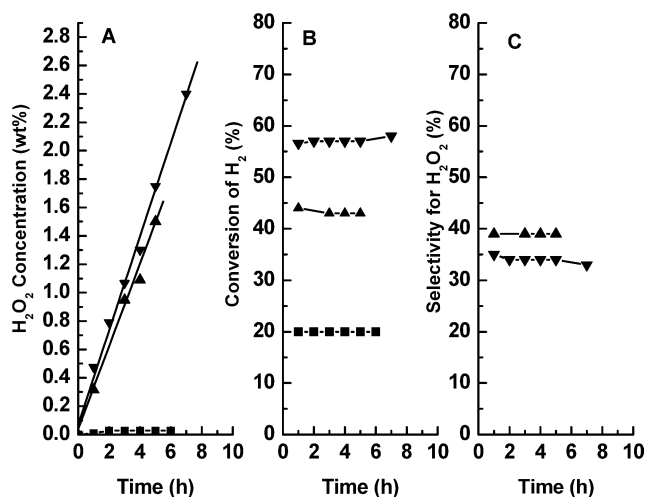 A
H2O2 Concentration (wt%)
2.8
2.6
2.4
2.2
2.0
1.8
1.6
1.4
1.2
1.0
0.8
0.6
0.4
0.2
0.0
0 2 4 6 8 10
Time (h)
B
Conversion of H2 (%)
80
70
60
50
40
30
20
10
0
0 2 4 6 8 10
Time (h)
C
Selectivity for H2O2 (%)
80
70
60
50
40
30
20
10
0
0 2 4 6 8 10
Time (h)